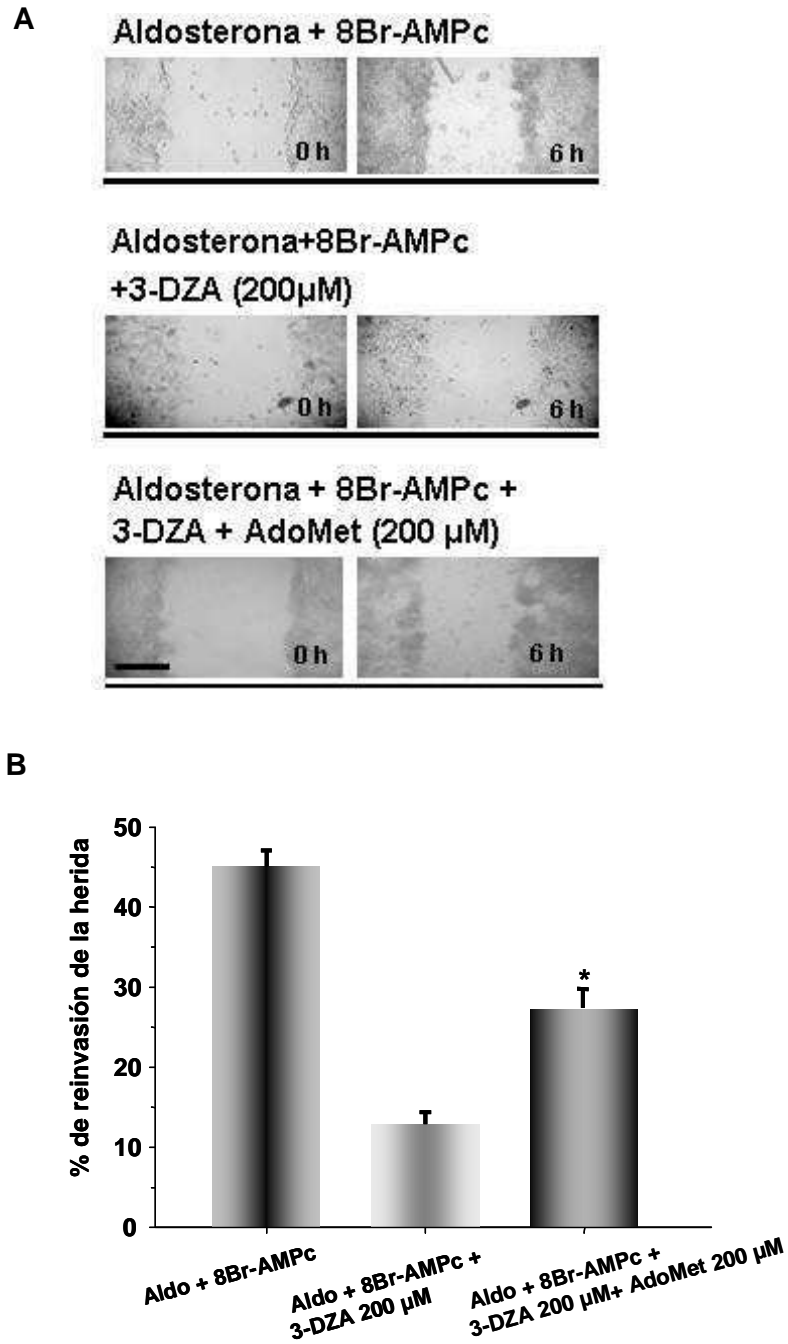 A
Aldosterona + 8Br-AMPc
0 h
6 h
Aldosterona+8Br-AMPc
+3-DZA (200µM)
0 h
6 h
Aldosterona + 8Br-AMPc +
3-DZA + AdoMet (200 µM)
0 h
6 h
B
% de reinvasión de la herida
50
40
30
20
10
0
*
Aldo + 8Br-AMPc
Aldo + 8Br-AMPc +
3-DZA 200 µM
Aldo + 8Br-AMPc +
3-DZA 200 µM+ AdoMet 200 µM